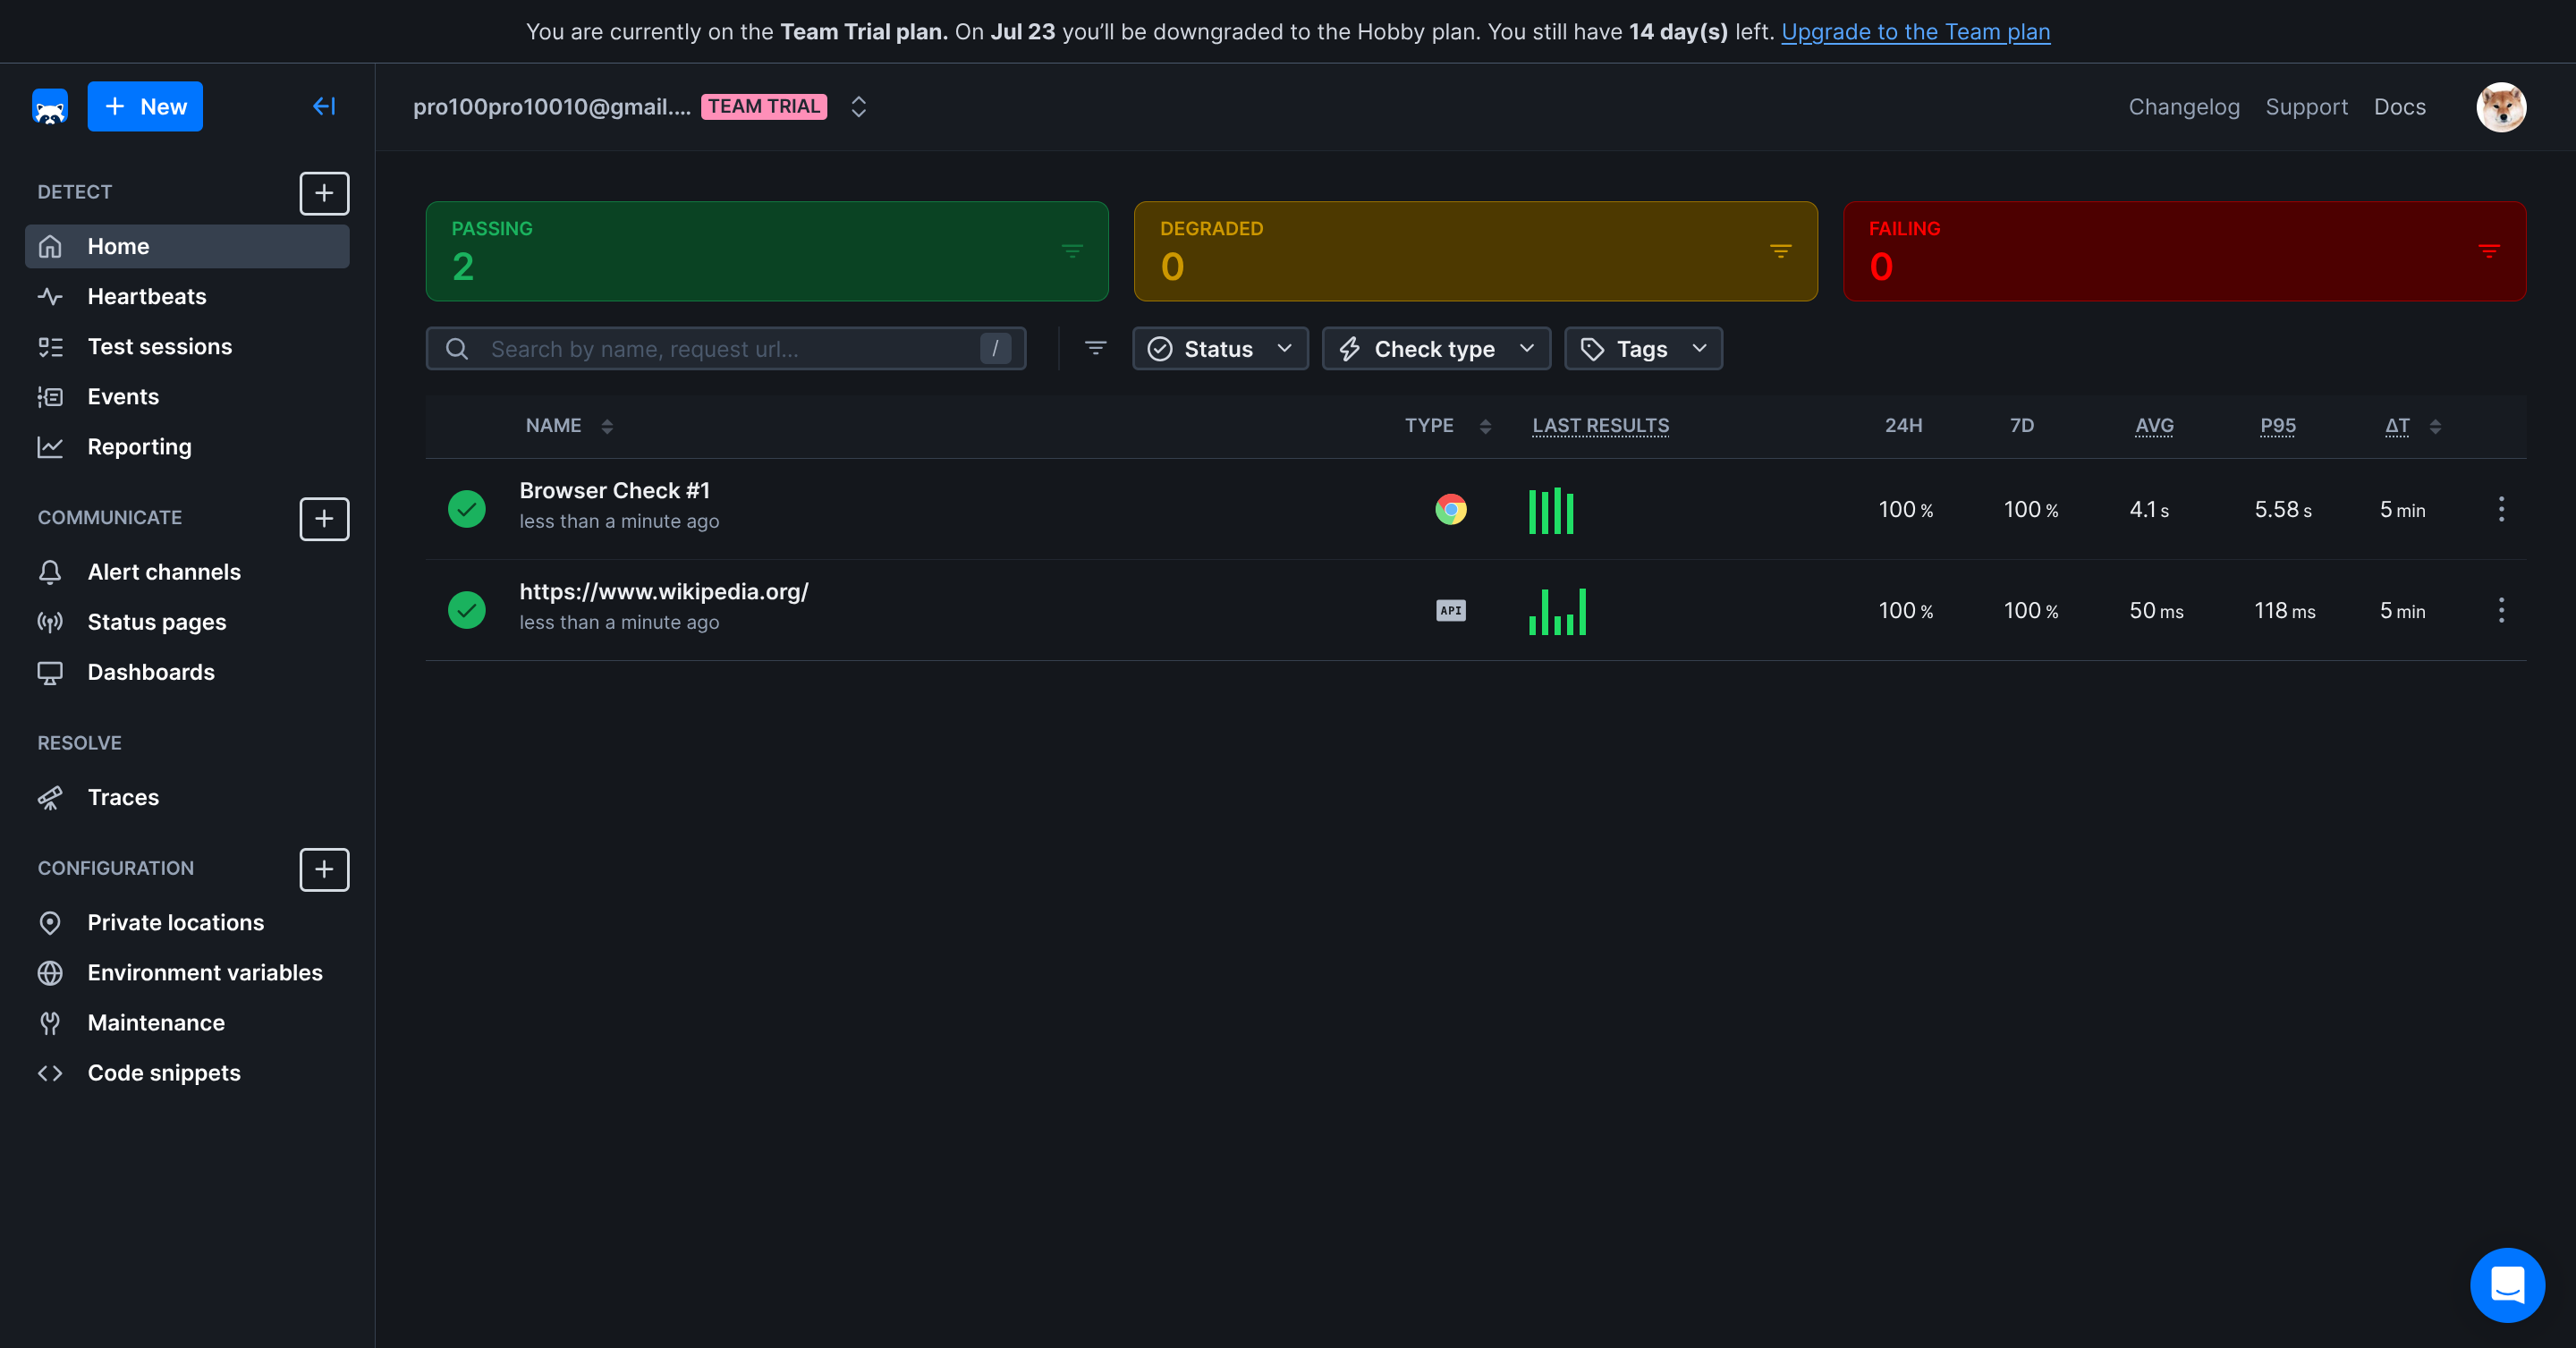 You are currently on the Team Trial plan. On Jul 23 you’ll be downgraded to the Hobby plan. You still have 14 day(s) left. Upgrade to the Team plan
New
pro100pro10010@gmail.... TEAM TRIAL
Changelog Support Docs
DETECT
Home
Heartbeats
Test sessions
Events
Reporting
COMMUNICATE
Alert channels
Status pages
Dashboards
RESOLVE
Traces
CONFIGURATION
Private locations
Environment variables
Maintenance
Code snippets
PASSING
2
DEGRADED
0
FAILING
0
Search by name, request url... /
Status
Check type
Tags
NAME TYPE LAST RESULTS 24H 7D AVG P95 ΔT
Browser Check #1
less than a minute ago
100 % 100 % 4.1 s 5.58 s 5 min
https://www.wikipedia.org/
less than a minute ago
API
100 % 100 % 50 ms 118 ms 5 min